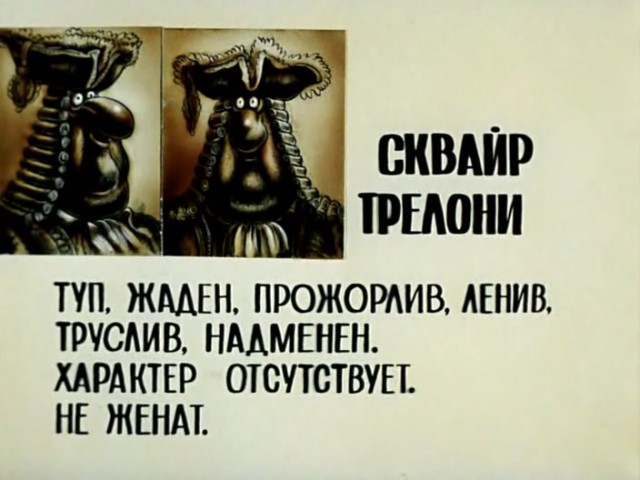 СКВАЙР
ТРЕЛОНИ
ТУП, ЖАДЕН, ПРОЖОРЛИВ, ЛЕНИВ,
ТРУСЛИВ, НАДМЕНЕН.
ХАРАКТЕР ОТСУТСТВУЕТ.
НЕ ЖЕНАТ.